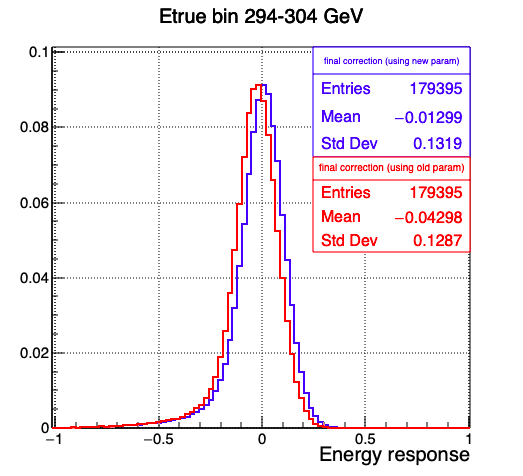 Etrue bin 294-304 GeV
0.1
0.08
0.06
0.04
0.02
0
−1
−0.5
0
0.5
1
Energy response
final correction (using new param)
Entries 179395
Mean −0.01299
Std Dev 0.1319
final correction (using old param)
Entries 179395
Mean −0.04298
Std Dev 0.1287